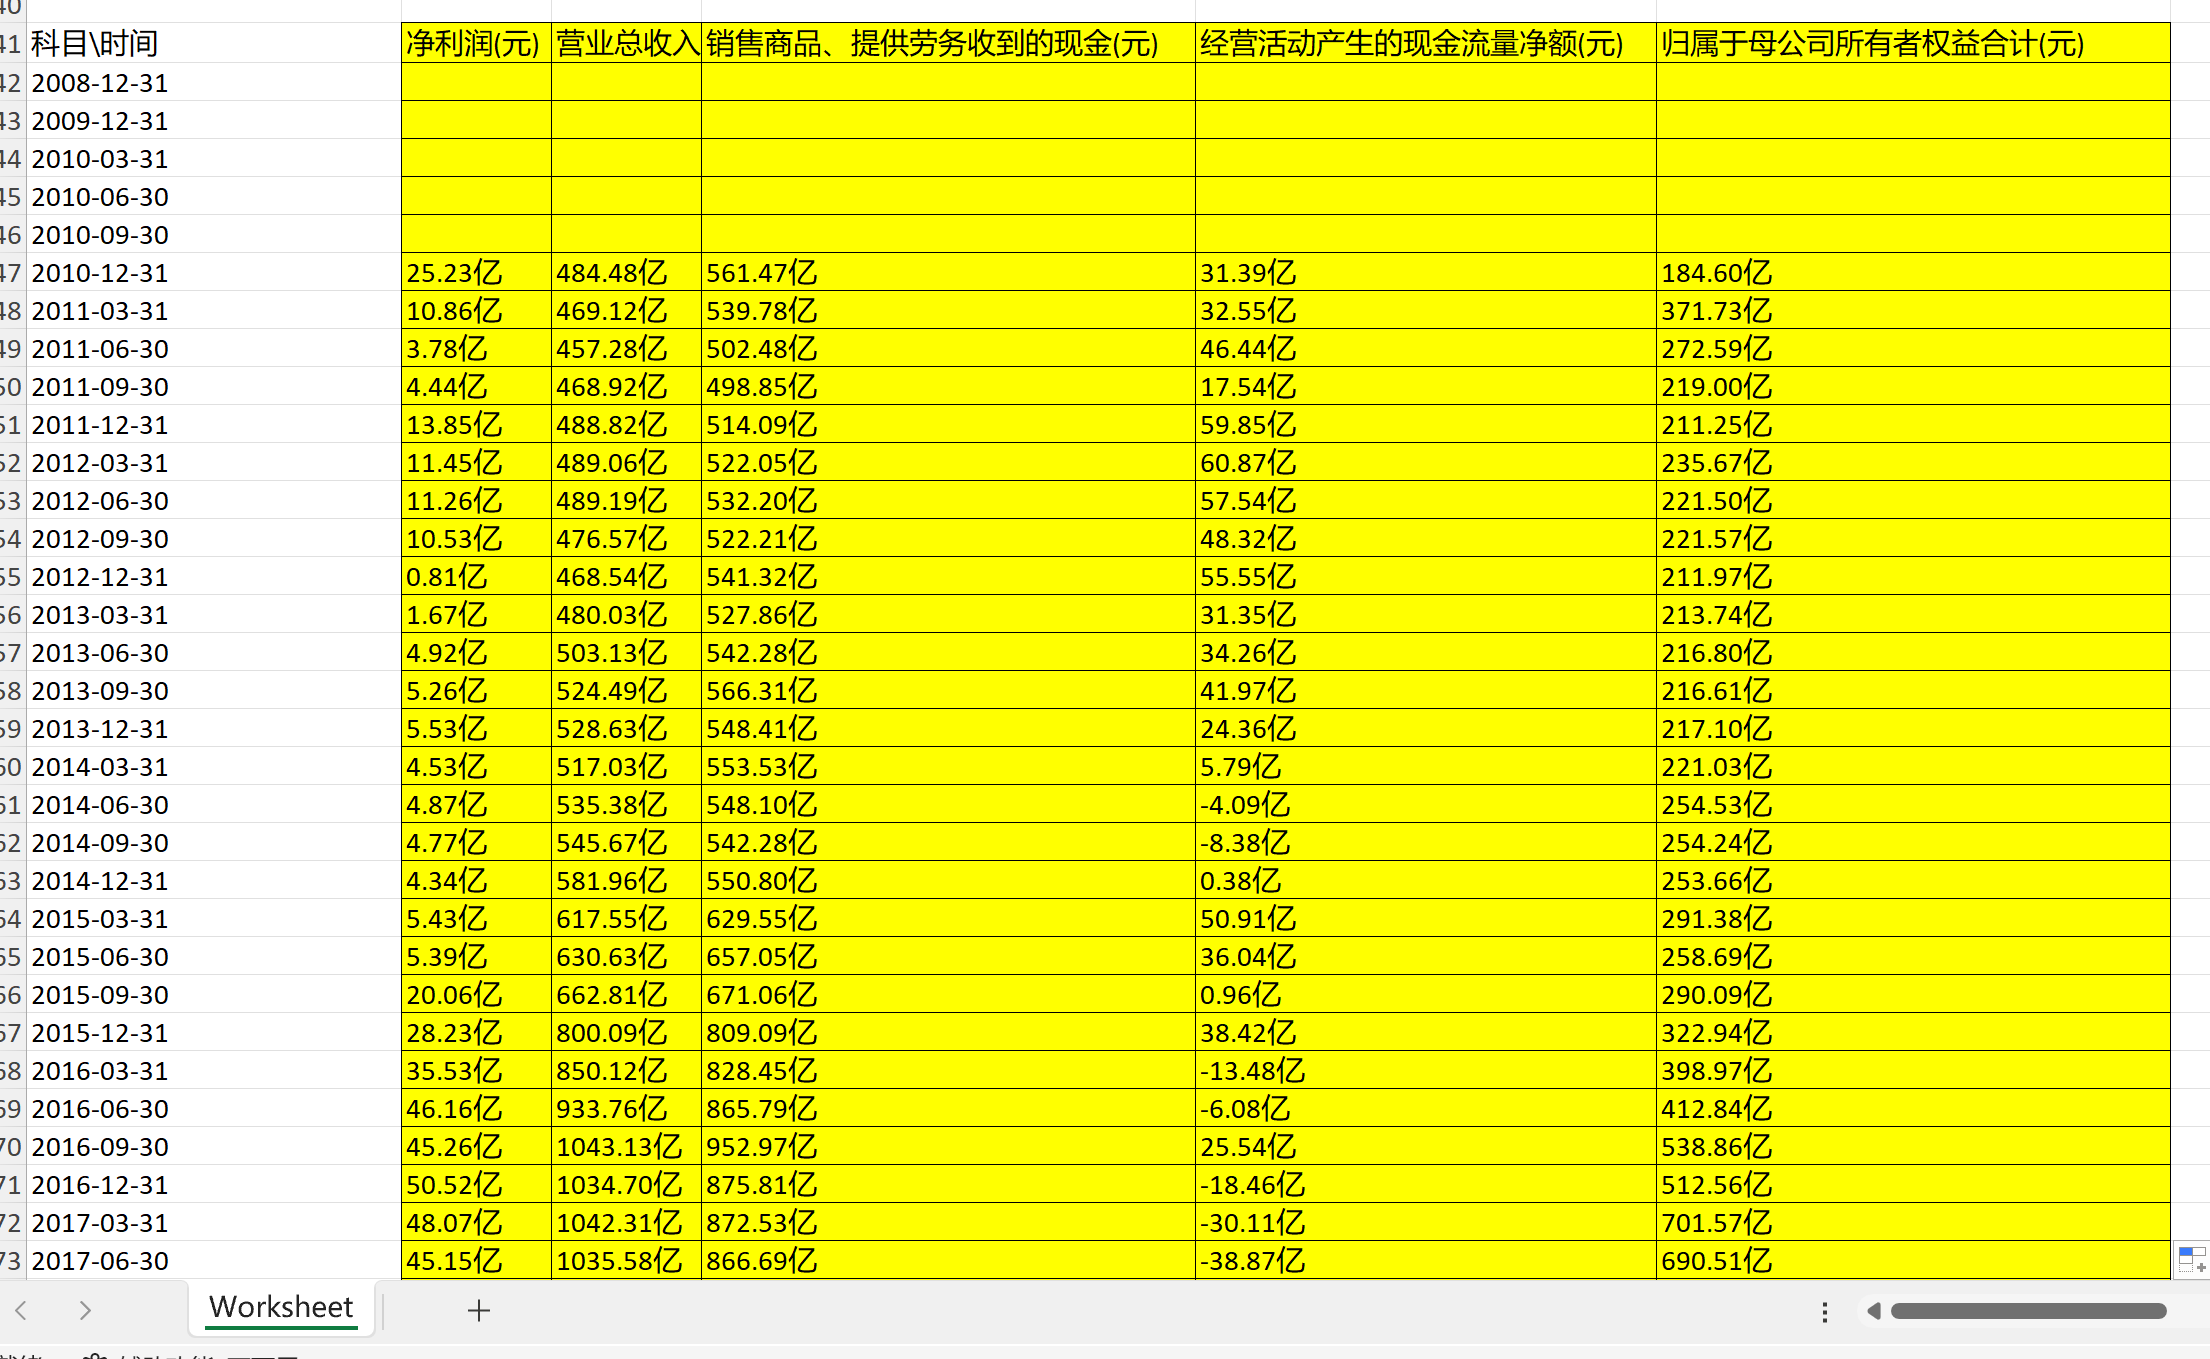 41 科目\时间 净利润(元) 营业总收入 销售商品、提供劳务收到的现金(元) 经营活动产生的现金流量净额(元) 归属于母公司所有者权益合计(元)
42 2008-12-31
43 2009-12-31
44 2010-03-31
45 2010-06-30
46 2010-09-30
47 2010-12-31 25.23亿 484.48亿 561.47亿 31.39亿 184.60亿
48 2011-03-31 10.86亿 469.12亿 539.78亿 32.55亿 371.73亿
49 2011-06-30 3.78亿 457.28亿 502.48亿 46.44亿 272.59亿
50 2011-09-30 4.44亿 468.92亿 498.85亿 17.54亿 219.00亿
51 2011-12-31 13.85亿 488.82亿 514.09亿 59.85亿 211.25亿
52 2012-03-31 11.45亿 489.06亿 522.05亿 60.87亿 235.67亿
53 2012-06-30 11.26亿 489.19亿 532.20亿 57.54亿 221.50亿
54 2012-09-30 10.53亿 476.57亿 522.21亿 48.32亿 221.57亿
55 2012-12-31 0.81亿 468.54亿 541.32亿 55.55亿 211.97亿
56 2013-03-31 1.67亿 480.03亿 527.86亿 31.35亿 213.74亿
57 2013-06-30 4.92亿 503.13亿 542.28亿 34.26亿 216.80亿
58 2013-09-30 5.26亿 524.49亿 566.31亿 41.97亿 216.61亿
59 2013-12-31 5.53亿 528.63亿 548.41亿 24.36亿 217.10亿
60 2014-03-31 4.53亿 517.03亿 553.53亿 5.79亿 221.03亿
61 2014-06-30 4.87亿 535.38亿 548.10亿 -4.09亿 254.53亿
62 2014-09-30 4.77亿 545.67亿 542.28亿 -8.38亿 254.24亿
63 2014-12-31 4.34亿 581.96亿 550.80亿 0.38亿 253.66亿
64 2015-03-31 5.43亿 617.55亿 629.55亿 50.91亿 291.38亿
65 2015-06-30 5.39亿 630.63亿 657.05亿 36.04亿 258.69亿
66 2015-09-30 20.06亿 662.81亿 671.06亿 0.96亿 290.09亿
67 2015-12-31 28.23亿 800.09亿 809.09亿 38.42亿 322.94亿
68 2016-03-31 35.53亿 850.12亿 828.45亿 -13.48亿 398.97亿
69 2016-06-30 46.16亿 933.76亿 865.79亿 -6.08亿 412.84亿
70 2016-09-30 45.26亿 1043.13亿 952.97亿 25.54亿 538.86亿
71 2016-12-31 50.52亿 1034.70亿 875.81亿 -18.46亿 512.56亿
72 2017-03-31 48.07亿 1042.31亿 872.53亿 -30.11亿 701.57亿
73 2017-06-30 45.15亿 1035.58亿 866.69亿 -38.87亿 690.51亿
Worksheet